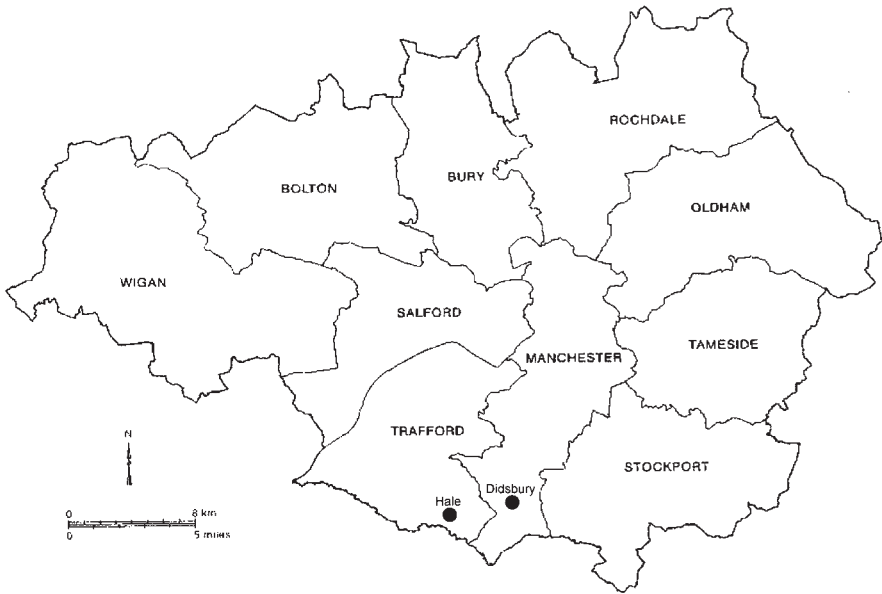 ROCHDALE
BURY
BOLTON
OLDHAM
WIGAN
SALFORD
TAMESIDE
MANCHESTER
TRAFFORD
N
STOCKPORT
Didsbury
Hale
0 8 km
0 5 miles